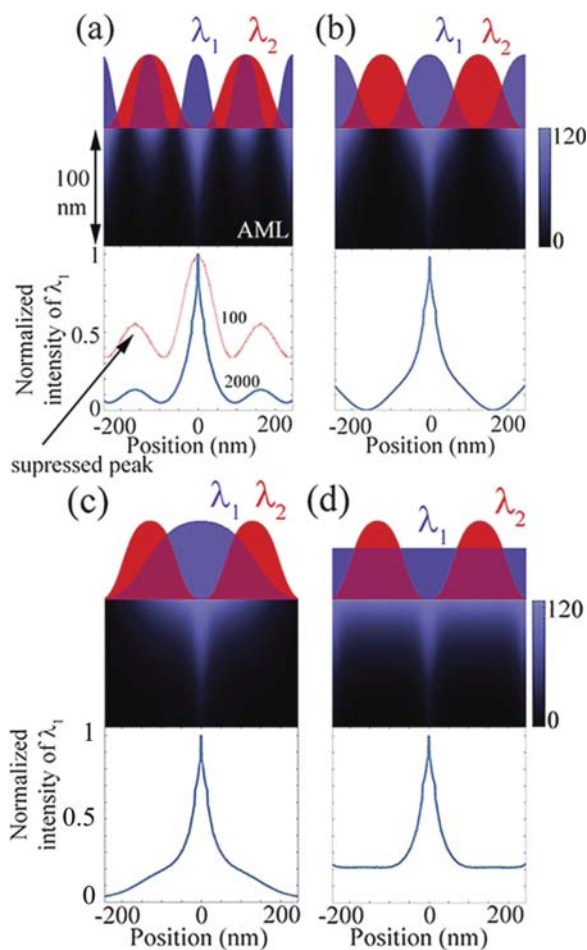 (a)
λ1
λ2
(b)
λ1
λ2
100
nm
AML
120
0
1
0.5
0
Normalized
intensity of λ1
100
2000
-200
0
200
Position (nm)
supressed peak
-200
0
200
Position (nm)
(c)
λ1
λ2
(d)
λ1
λ2
120
0
1
0.5
0
Normalized
intensity of λ1
-200
0
200
Position (nm)
-200
0
200
Position (nm)